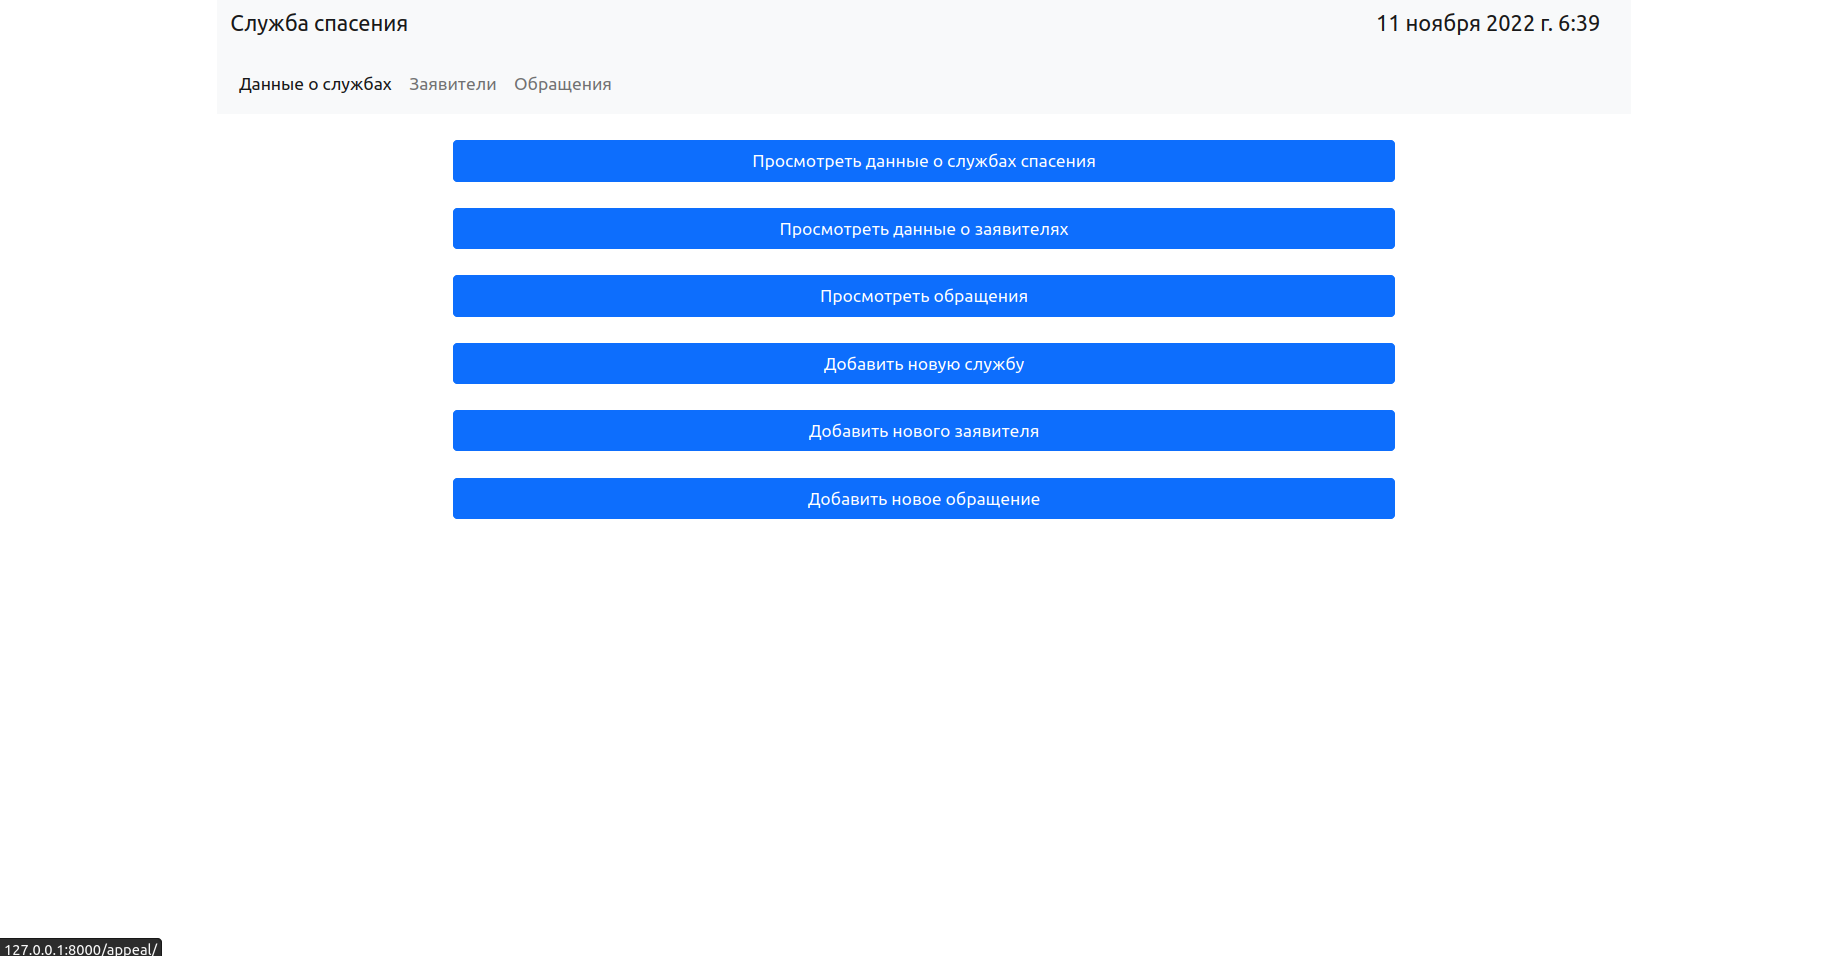 Служба спасения
11 ноября 2022 г. 6:39
Данные о службах Заявители Обращения
Просмотреть данные о службах спасения
Просмотреть данные о заявителях
Просмотреть обращения
Добавить новую службу
Добавить нового заявителя
Добавить новое обращение
127.0.0.1:8000/appeal/